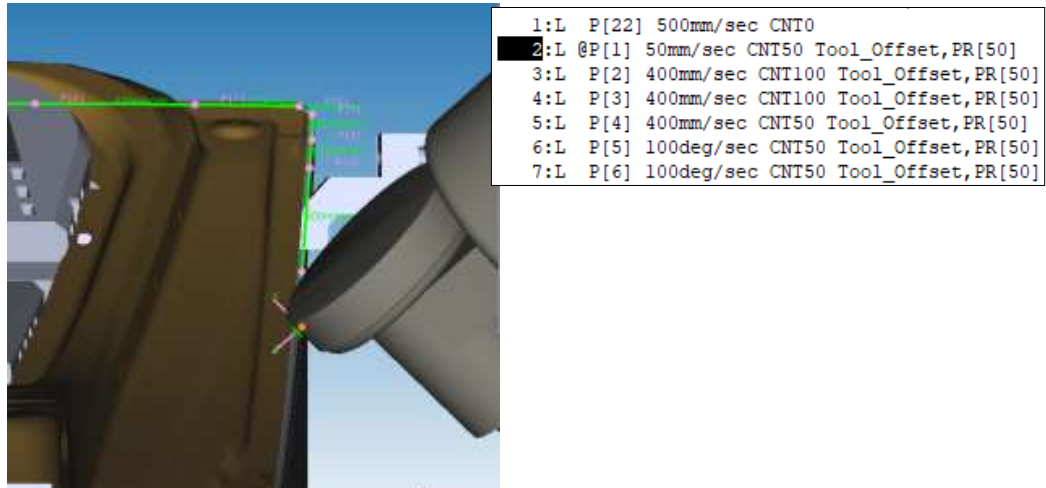 1:L P[22] 500mm/sec CNT0
2:L @P[1] 50mm/sec CNT50 Tool_Offset,PR[50]
3:L P[2] 400mm/sec CNT100 Tool_Offset,PR[50]
4:L P[3] 400mm/sec CNT100 Tool_Offset,PR[50]
5:L P[4] 400mm/sec CNT50 Tool_Offset,PR[50]
6:L P[5] 100deg/sec CNT50 Tool_Offset,PR[50]
7:L P[6] 100deg/sec CNT50 Tool_Offset,PR[50]